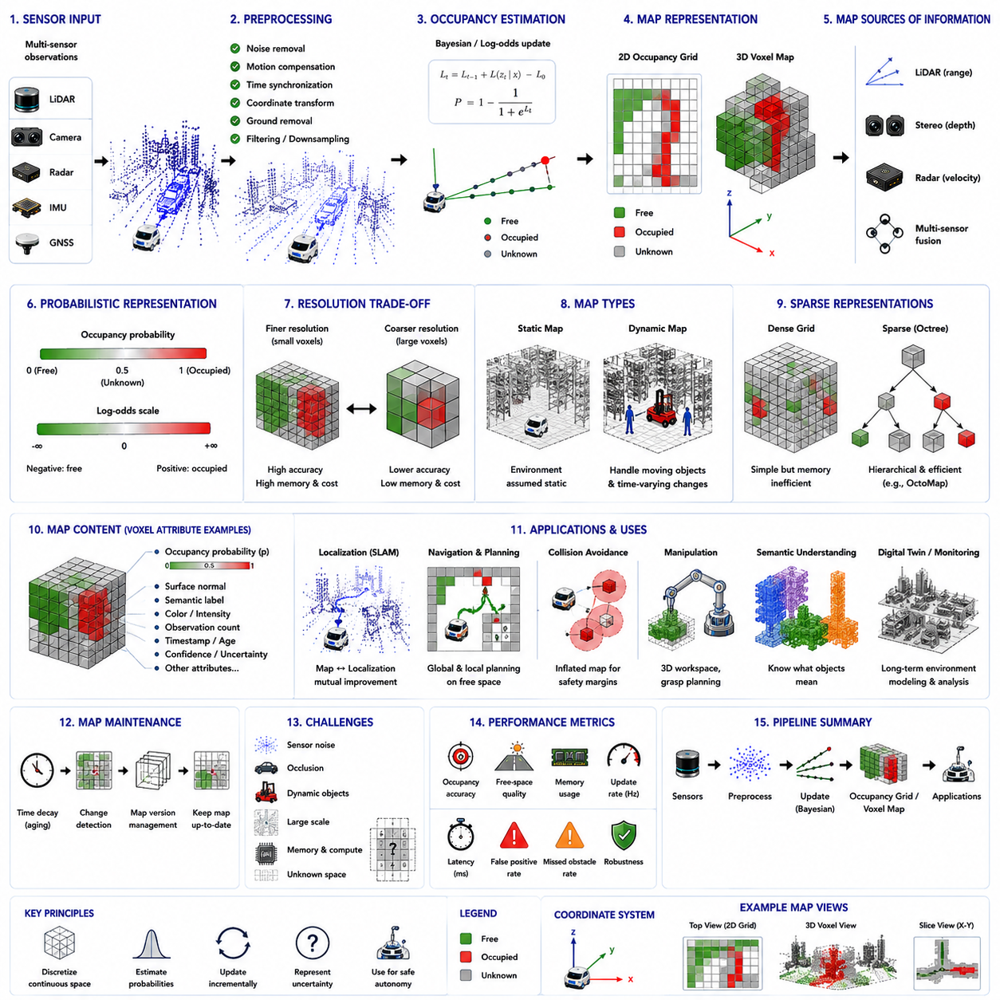 1. SENSOR INPUT
Multi-sensor
observations
LiDAR
Camera
Radar
IMU
GNSS
2. PREPROCESSING
Noise removal
Motion compensation
Time synchronization
Coordinate transform
Ground removal
Filtering / Downsampling
3. OCCUPANCY ESTIMATION
Bayesian / Log-odds update
L_t = L_{t-1} + L(z_t | x) − L_0
P = 1 − 1 / (1 + e^{L_t})
Free
Occupied
Unknown
4. MAP REPRESENTATION
2D Occupancy Grid
3D Voxel Map
Free
Occupied
Unknown
z
y
x
5. MAP SOURCES OF INFORMATION
LiDAR (range)
Stereo (depth)
Radar (velocity)
Multi-sensor
fusion
6. PROBABILISTIC REPRESENTATION
Occupancy probability
0 (Free)
0.5
1 (Occupied)
(Unknown)
Log-odds scale
-∞
0
+∞
Negative: free
Positive: occupied
7. RESOLUTION TRADE-OFF
Finer resolution
(small voxels)
High accuracy
High memory & cost
Coarser resolution
(large voxels)
Lower accuracy
Low memory & cost
8. MAP TYPES
Static Map
Environment
assumed static
Dynamic Map
Handle moving objects
& time-varying changes
9. SPARSE REPRESENTATIONS
Dense Grid
Simple but memory
inefficient
Sparse (Octree)
Hierarchical & efficient
(e.g., OctoMap)
10. MAP CONTENT (VOXEL ATTRIBUTE EXAMPLES)
Occupancy probability (p)
0
0.5
1
Surface normal
Semantic label
Color / Intensity
Observation count
Timestamp / Age
Confidence / Uncertainty
Other attributes...
11. APPLICATIONS & USES
Localization (SLAM)
Map ↔ Localization
mutual improvement
Navigation & Planning
Global & local planning
on free space
Collision Avoidance
Inflated map for
safety margins
Manipulation
3D workspace,
grasp planning
Semantic Understanding
Know what objects
mean
Digital Twin / Monitoring
Long-term environment
modeling & analysis
12. MAP MAINTENANCE
Time decay
(aging)
Change
detection
Map version
management
Keep map
up-to-date
13. CHALLENGES
Sensor noise
Occlusion
Dynamic objects
Large scale
Memory & compute
Unknown space
?
14. PERFORMANCE METRICS
Occupancy
accuracy
Free-space
quality
Memory
usage
Update
rate (Hz)
Latency
(ms)
False positive
rate
Missed obstacle
rate
Robustness
15. PIPELINE SUMMARY
Sensors
Preprocess
Update
(Bayesian)
Occupancy Grid /
Voxel Map
Applications
KEY PRINCIPLES
Discretize
continuous space
Estimate
probabilities
Update
incrementally
?
Represent
uncertainty
Use for safe
autonomy
LEGEND
Free
Occupied
Unknown
COORDINATE SYSTEM
z
y
x
EXAMPLE MAP VIEWS
Top View (2D Grid)
3D Voxel View
Slice View (X-Y)